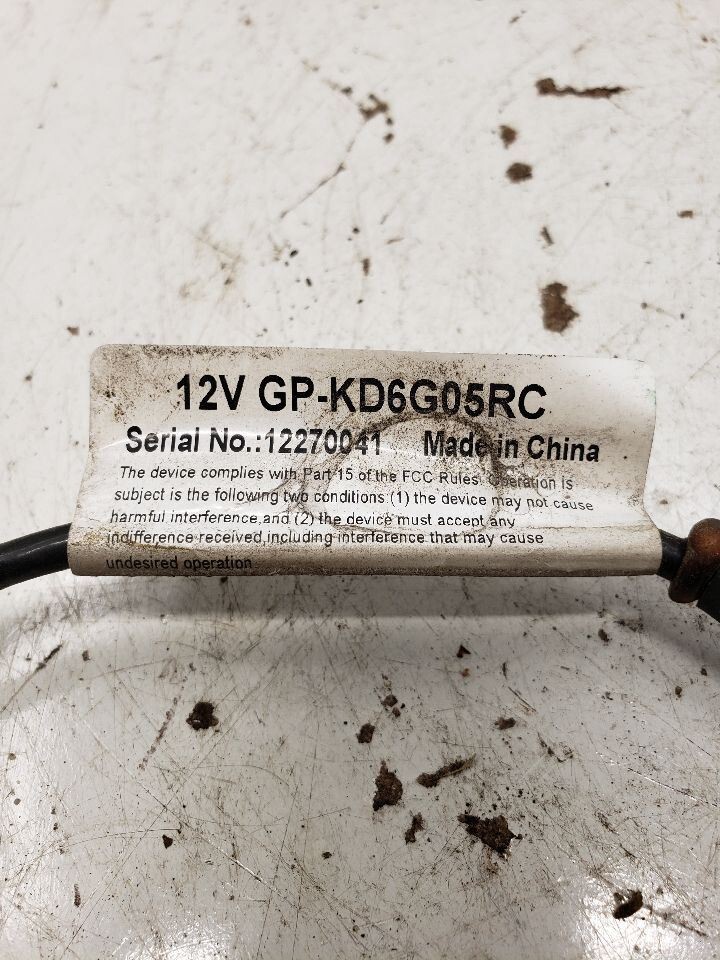 12V GP-KD6G05RC
Serial No.:12270041 Made in China
The device complies with Part 15 of the FCC Rules. Operation is
subject is the following two conditions:(1) the device may not cause
harmful interference,and (2) the device must accept any
indifference received,including interference that may cause
undesired operation